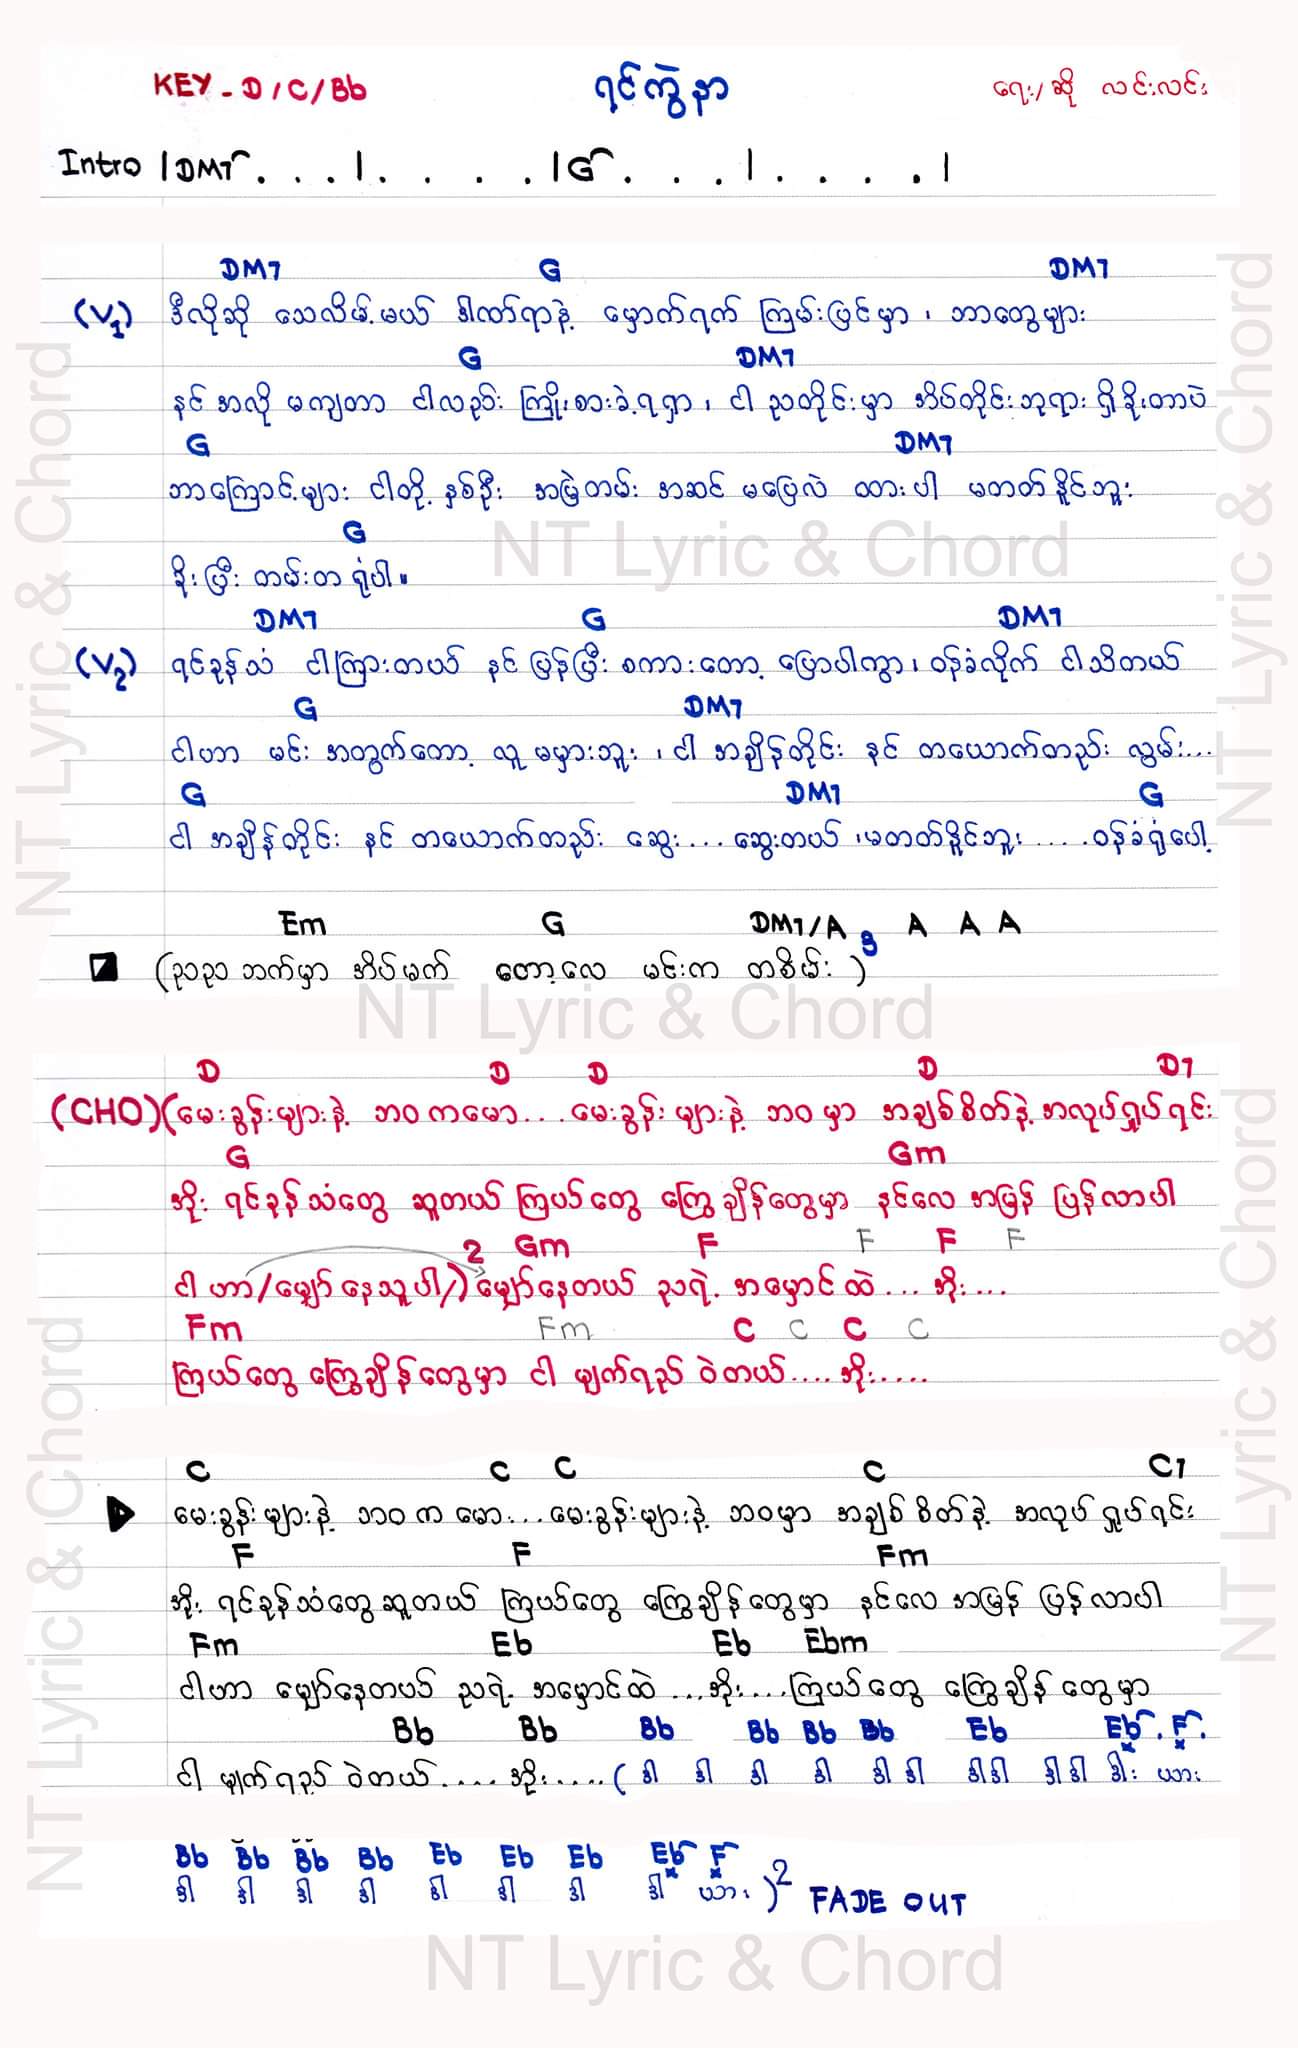 KEY - D / C / Bb
ရင်ကွဲနာ
ရေး/ဆို လင်းလင်း
Intro | DM7 . . . | . . . . | G . . . | . . . . |
DM7 G DM7
(V1) ဒီလိုဆို သေလိမ့်မယ် ဒါဏ်ရာနဲ့ မှောက်ရက် ကြမ်းပြင်မှာ ၊ ဘာတွေများ
G DM7
နင် အလို မကျတာ ငါလည်း ကြိုးစားခဲ့ရရှာ ၊ ငါ ညတိုင်းမှာ အိပ်တိုင်းဘုရား ရှိခိုးတာပဲ
G DM7
ဘာကြောင့်များ ငါတို့ နှစ်ဦး အမြဲတမ်း အဆင် မပြေလဲ ထားပါ မတတ်နိုင်ဘူး
G
ခိုးပြီး တမ်းတ ရုံပါ။
DM7 G DM7
(V2) ရင်ခုန်သံ ငါကြားတယ် နင် ပြန်ပြီး စကားတော့ ပြောပါကွာ ၊ ဝန်ခံလိုက် ငါသိတယ်
G DM7
ငါဟာ မင်း အတွက်တော့ လူ မမှားဘူး ၊ ငါ အချိန်တိုင်း နင် တယောက်တည်း လွမ်း...
G DM7 G
ငါ အချိန်တိုင်း နင် တယောက်တည်း ဆွေး...ဆွေးတယ် ၊မတတ်နိုင်ဘူး .....ဝန်ခံရုံပေါ့
Em G DM7/A A A A
(ညည ဘက်မှာ အိပ်မက် တော့လေ မင်းက တစိမ်း )3
D D D D D7
(CHO) (မေးခွန်းများနဲ့ ဘဝ ကမော... မေးခွန်း များနဲ့ ဘဝ မှာ အချစ်စိတ်နဲ့ အလုပ်ရှုပ်ရင်း
G Gm
အိုး ရင်ခုန်သံတွေ ဆူတယ် ကြယ်တွေ ကြွေချိန်တွေမှာ နင်လေ အမြန် ပြန်လာပါ
2 Gm F F F F
ငါ ဟာ/မျှော်နေသူပါ/) မျှော်နေတယ် ညရဲ့ အမှောင်ထဲ ... အိုး...
Fm Fm C C C C
ကြယ်တွေ ကြွေချိန်တွေမှာ ငါ မျက်ရည် ဝဲတယ်.... အိုး....
C C C C C7
မေးခွန်းများနဲ့ ဘဝ က မော...မေးခွန်းများနဲ့ ဘဝမှာ အချစ်စိတ်နဲ့ အလုပ် ရှုပ်ရင်း
F F Fm
အိုး ရင်ခုန်သံတွေဆူတယ် ကြယ်တွေ ကြွေချိန်တွေမှာ နင်လေ အမြန် ပြန်လာပါ
Fm Eb Eb Ebm
ငါဟာ မျှော်နေတယ် ညရဲ့ အမှောင်ထဲ ...အိုး....ကြယ်တွေ ကြွေချိန် တွေမှာ
Bb Bb Bb Bb Bb Bb Eb Eb . F .
ငါ မျက်ရည် ဝဲတယ်.... အိုး.....( ဒါ ဒါ ဒါ ဒါ ဒါ ဒါ ဒါဒါ ဒါဒါ ဒါး ယား
Bb Bb Bb Bb Eb Eb Eb Eb F
ဒါ ဒါ ဒါ ဒါ ဒါ ဒါ ဒါ ဒါ ယား )2 FADE OUT
NT Lyric & Chord
NT Lyric & Chord
NT Lyric & Chord
NT Lyric & Chord
NT Lyric & Chord
NT Lyric & Chord
NT Lyric & Chord